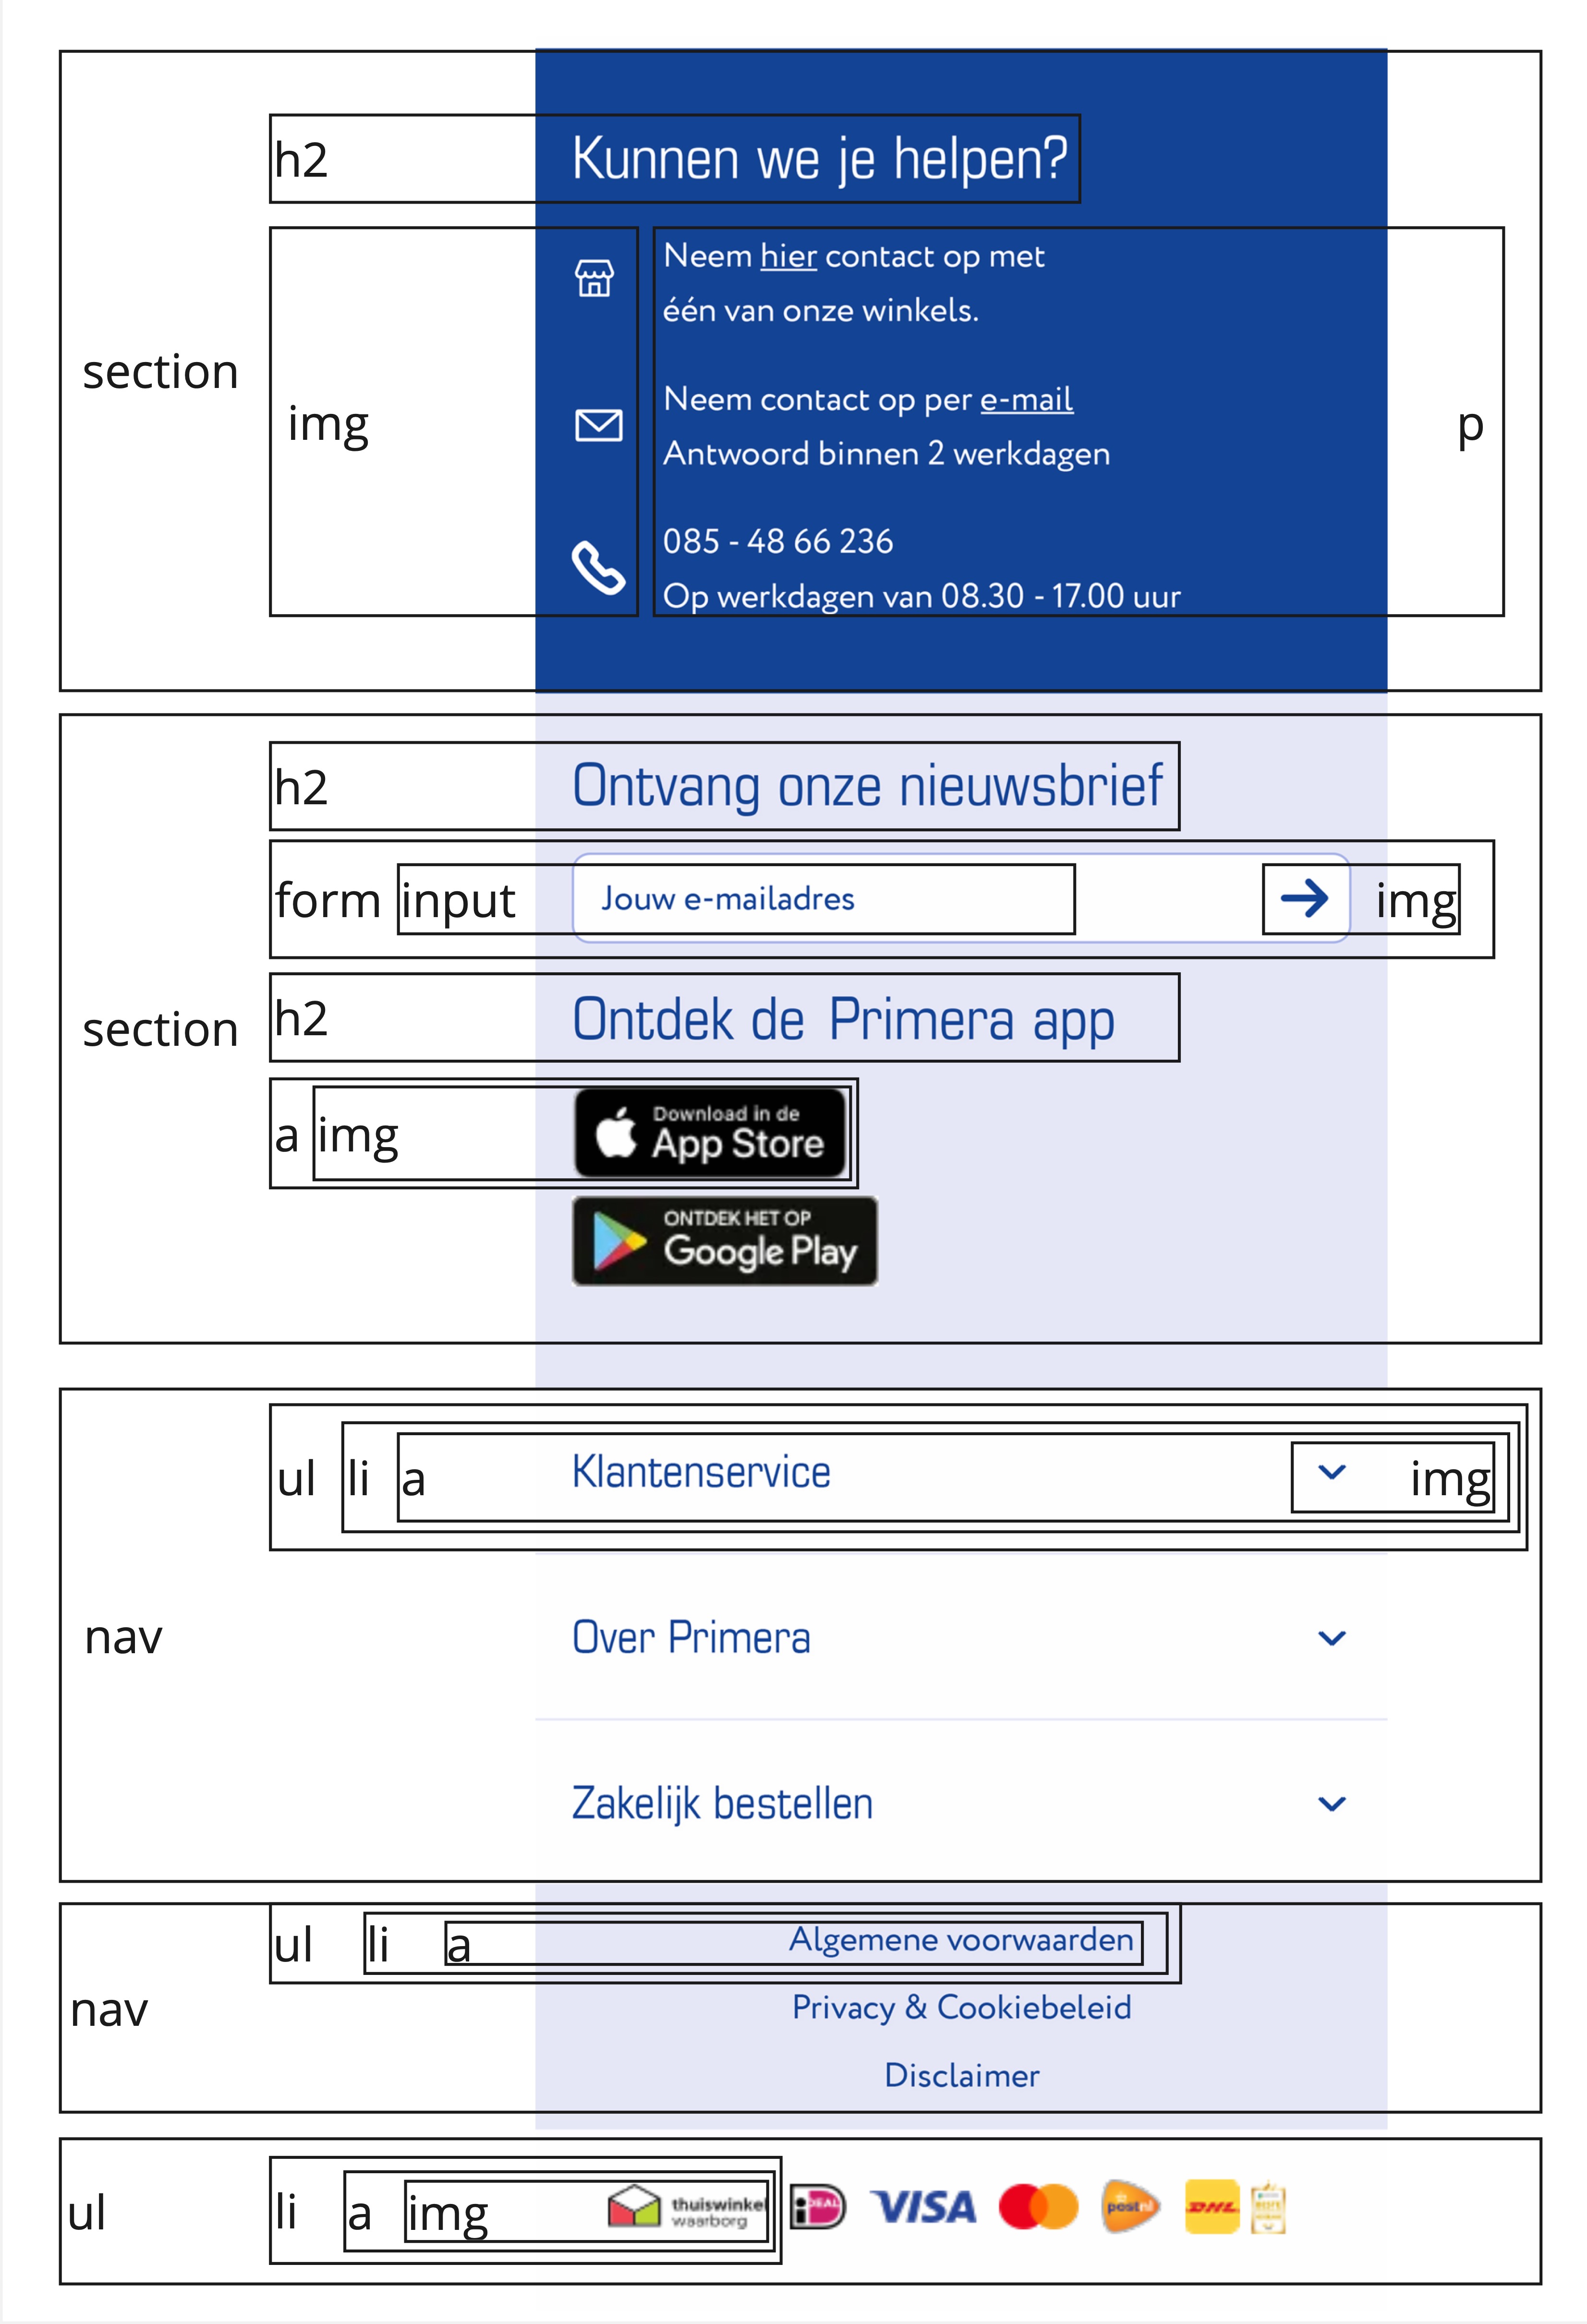 h2 Kunnen we je helpen?
section
img
Neem hier contact op met
één van onze winkels.
Neem contact op per e-mail
Antwoord binnen 2 werkdagen
085 - 48 66 236
Op werkdagen van 08.30 - 17.00 uur
p
h2 Ontvang onze nieuwsbrief
form input Jouw e-mailadres img
section
h2 Ontdek de Primera app
a img Download in de
App Store
ONTDEK HET OP
Google Play
nav
ul li a Klantenservice img
Over Primera
Zakelijk bestellen
nav
ul li a Algemene voorwaarden
Privacy & Cookiebeleid
Disclaimer
ul li a img thuiswinkel
waarborg
iDEAL VISA postnl DHL